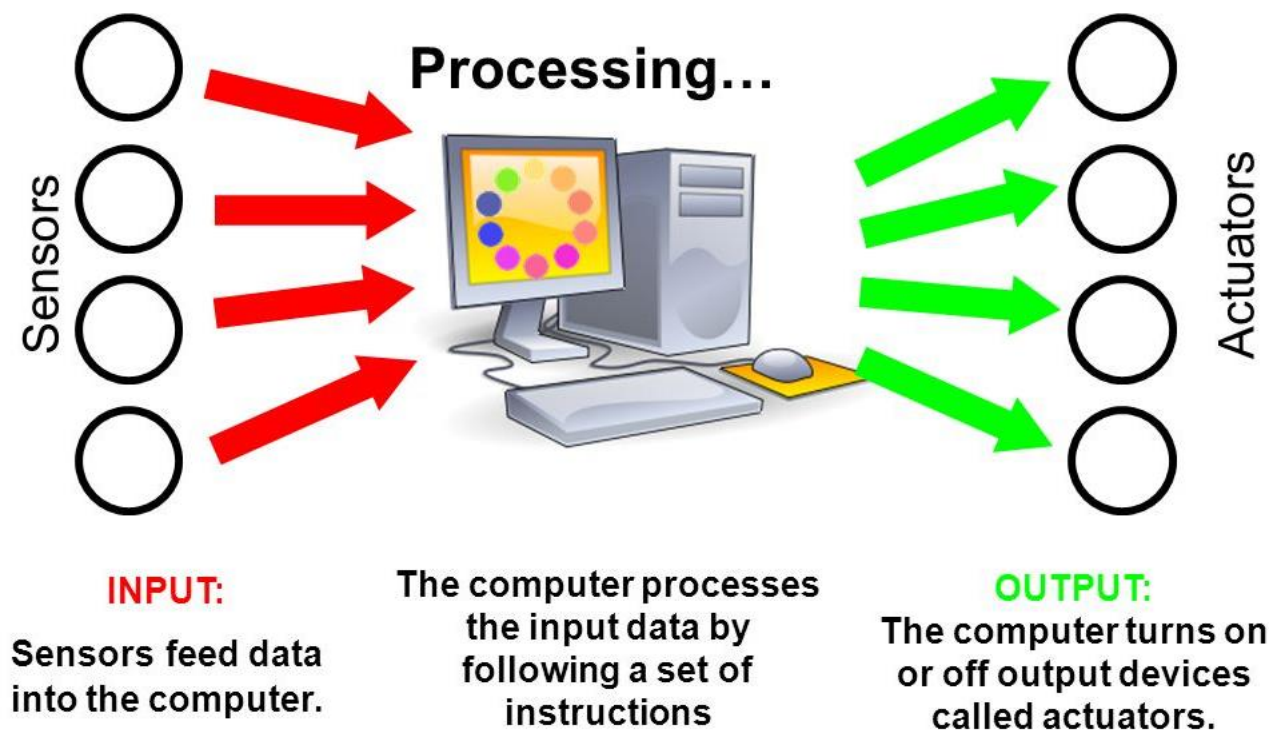 Processing…
Sensors
Actuators
INPUT:
Sensors feed data
into the computer.
The computer processes
the input data by
following a set of
instructions
OUTPUT:
The computer turns on
or off output devices
called actuators.